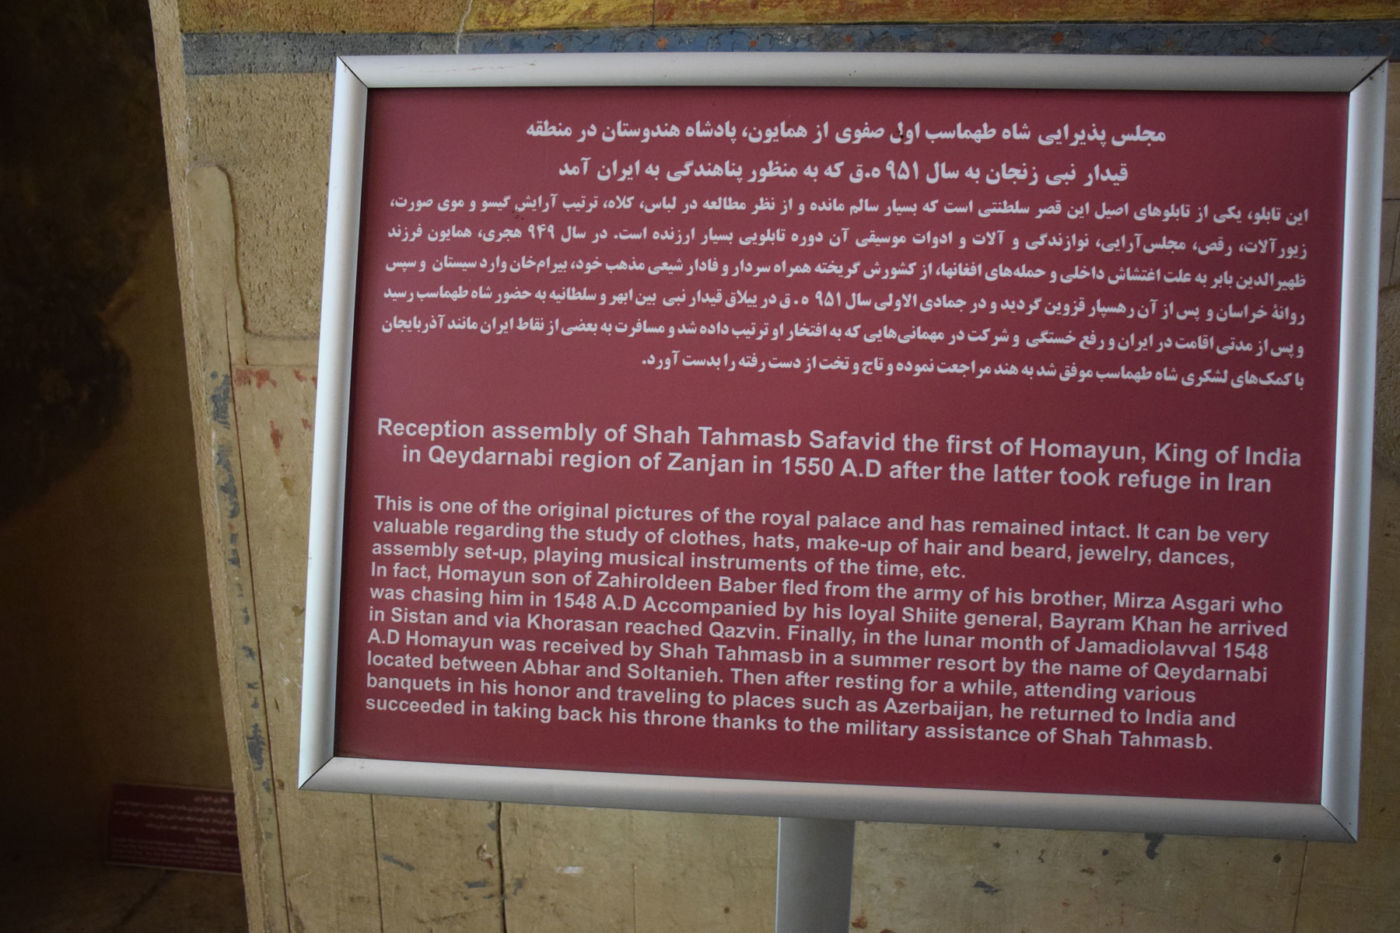 مجلس پذیرایی شاه طهماسب اول صفوی از همایون، پادشاه هندوستان در منطقه
قیدار نبی زنجان به سال ۹۵۱ ه.ق که به منظور پناهندگی به ایران آمد
این تابلو، یکی از تابلوهای اصیل این قصر سلطنتی است که بسیار سالم مانده و از نظر مطالعه در لباس، کلاه، ترتیب آرایش گیسو و موی صورت،
زیورآلات، رقص، مجلس‌آرایی، نوازندگی و آلات و ادوات موسیقی آن دوره تابلویی بسیار ارزنده است. در سال ۹۴۹ هجری، همایون فرزند
ظهیرالدین بابر به علت اغتشاش داخلی و حمله‌های افغانها، از کشورش گریخته همراه سردار و فادار شیعی مذهب خود، بیرام‌خان وارد سیستان و سپس
روانهٔ خراسان و پس از آن رهسپار قزوین گردید و در جمادی الاولی سال ۹۵۱ ه.ق در ییلاق قیدار نبی بین ابهر و سلطانیه به حضور شاه طهماسب رسید
و پس از مدتی اقامت در ایران و رفع خستگی و شرکت در مهمانی‌هایی که به افتخار او ترتیب داده شد و مسافرت به بعضی از نقاط ایران مانند آذربایجان
با کمک‌های لشکری شاه طهماسب موفق شد به هند مراجعت نموده و تاج و تخت از دست رفته را بدست آورد.
Reception assembly of Shah Tahmasb Safavid the first of Homayun, King of India
in Qeydarnabi region of Zanjan in 1550 A.D after the latter took refuge in Iran
This is one of the original pictures of the royal palace and has remained intact. It can be very
valuable regarding the study of clothes, hats, make-up of hair and beard, jewelry, dances,
assembly set-up, playing musical instruments of the time, etc.
In fact, Homayun son of Zahiroldeen Baber fled from the army of his brother, Mirza Asgari who
was chasing him in 1548 A.D Accompanied by his loyal Shiite general, Bayram Khan he arrived
in Sistan and via Khorasan reached Qazvin. Finally, in the lunar month of Jamadiolavval 1548
A.D Homayun was received by Shah Tahmasb in a summer resort by the name of Qeydarnabi
located between Abhar and Soltanieh. Then after resting for a while, attending various
banquets in his honor and traveling to places such as Azerbaijan, he returned to India and
succeeded in taking back his throne thanks to the military assistance of Shah Tahmasb.